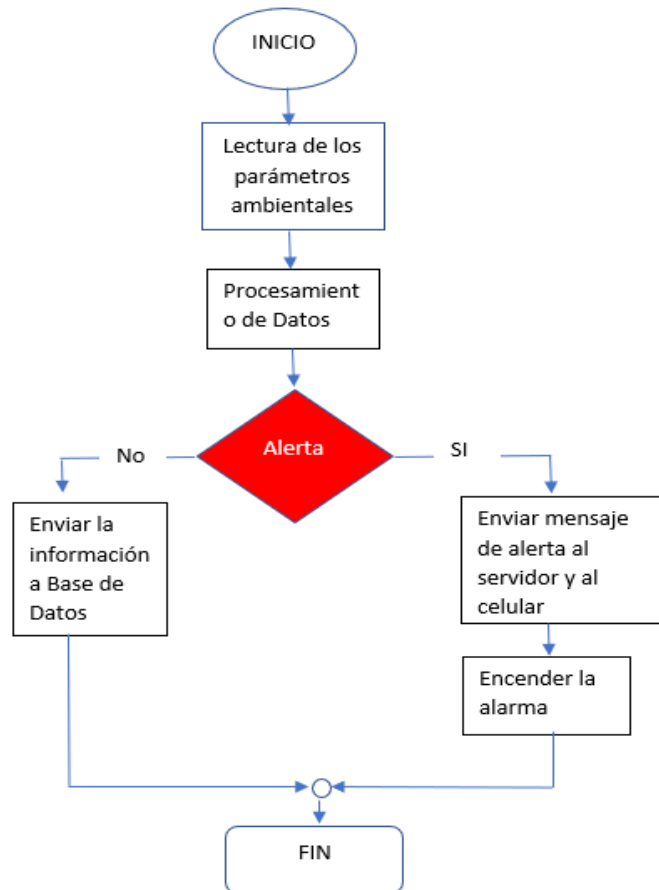 INICIO
Lectura de los
parámetros
ambientales
Procesamient
o de Datos
Alerta
No
SI
Enviar la
información
a Base de
Datos
Enviar mensaje
de alerta al
servidor y al
celular
Encender la
alarma
FIN